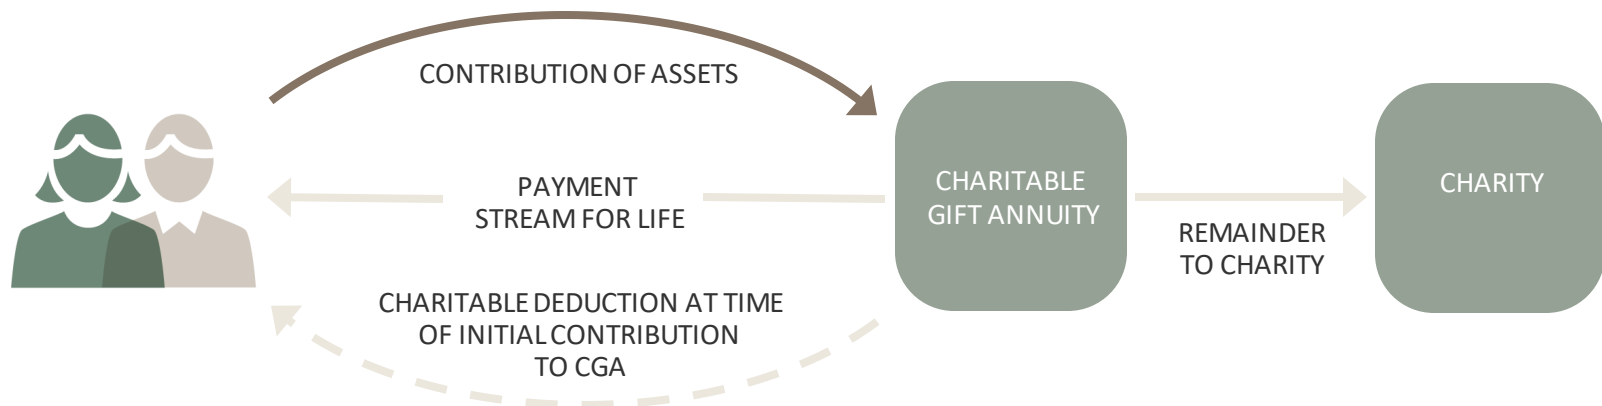 CONTRIBUTION OF ASSETS
PAYMENT
STREAM FOR LIFE
CHARITABLE DEDUCTION AT TIME
OF INITIAL CONTRIBUTION
TO CGA
CHARITABLE
GIFT ANNUITY
REMAINDER
TO CHARITY
CHARITY